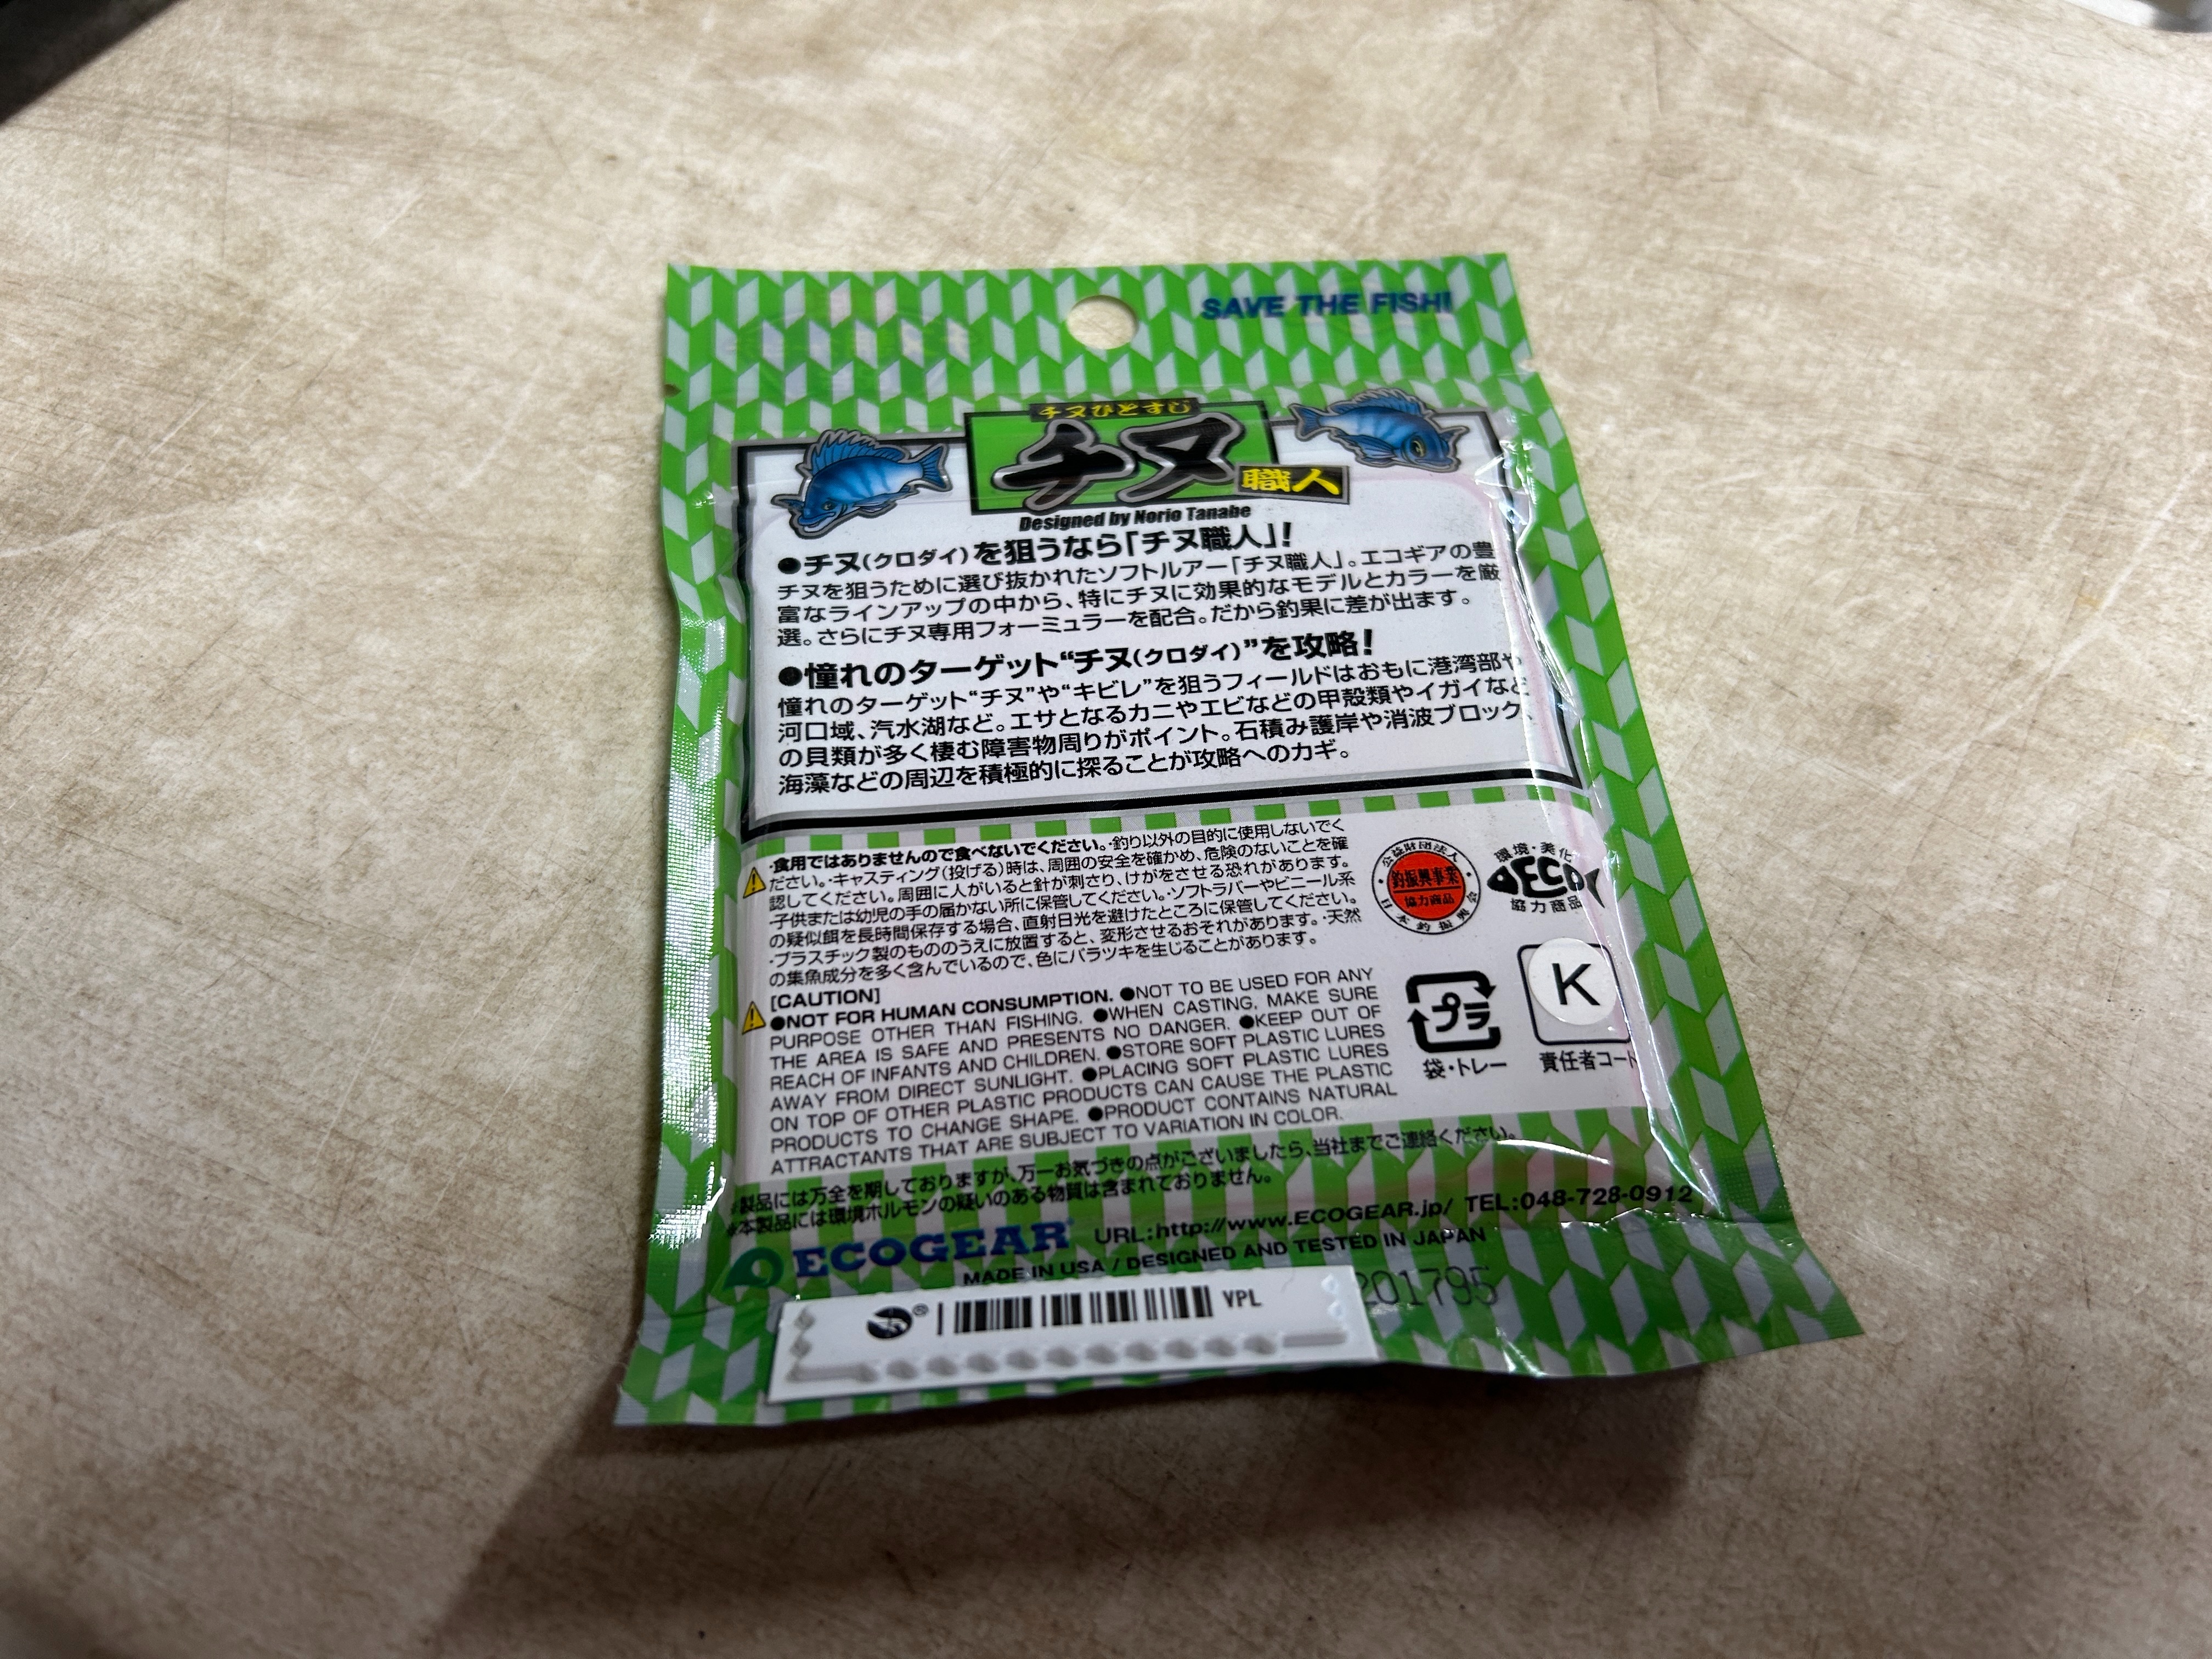 SAVE THE FISH!
チヌひとすじ
チヌ
職人
Designed by Norio Tanabe
●チヌ(クロダイ)を狙うなら「チヌ職人」!
チヌを狙うために選び抜かれたソフトルアー「チヌ職人」。エコギアの豊
富なラインアップの中から、特にチヌに効果的なモデルとカラーを厳
選。さらにチヌ専用フォーミュラーを配合。だから釣果に差が出ます。
●憧れのターゲット“チヌ(クロダイ)”を攻略!
憧れのターゲット“チヌ”や“キビレ”を狙うフィールドはおもに港湾部や
河口域、汽水湖など。エサとなるカニやエビなどの甲殻類やイガイなど
の貝類が多く棲む障害物周りがポイント。石積み護岸や消波ブロック、
海藻などの周辺を積極的に探ることが攻略へのカギ。
・食用ではありませんので食べないでください。・釣り以外の目的に使用しないでく
ださい。・キャスティング(投げる)時は、周囲の安全を確かめ、危険のないことを確
認してください。周囲に人がいると針が刺さり、けがをさせる恐れがあります。
・子供または幼児の手の届かない所に保管してください。・ソフトラバーやビニール系
の疑似餌を長時間保存する場合、直射日光を避けたところに保管してください。
・プラスチック製のもののうえに放置すると、変形させるおそれがあります。・天然
の集魚成分を多く含んでいるので、色にバラツキを生じることがあります。
公益財団法人
釣振興事業
協力商品
日本釣振興会
環境・美化
ECO
協力商品
[CAUTION]
●NOT FOR HUMAN CONSUMPTION. ●NOT TO BE USED FOR ANY
PURPOSE OTHER THAN FISHING. ●WHEN CASTING, MAKE SURE
THE AREA IS SAFE AND PRESENTS NO DANGER. ●KEEP OUT OF
REACH OF INFANTS AND CHILDREN. ●STORE SOFT PLASTIC LURES
AWAY FROM DIRECT SUNLIGHT. ●PLACING SOFT PLASTIC LURES
ON TOP OF OTHER PLASTIC PRODUCTS CAN CAUSE THE PLASTIC
PRODUCTS TO CHANGE SHAPE. ●PRODUCT CONTAINS NATURAL
ATTRACTANTS THAT ARE SUBJECT TO VARIATION IN COLOR.
プラ
袋・トレー
K
責任者コード
※製品には万全を期しておりますが、万一お気づきの点がございましたら、当社までご連絡ください。
※本製品には環境ホルモンの疑いのある物質は含まれておりません。
ECOGEAR® URL:http://www.ECOGEAR.jp/ TEL:048-728-0912
MADE IN USA / DESIGNED AND TESTED IN JAPAN
201795
VPL